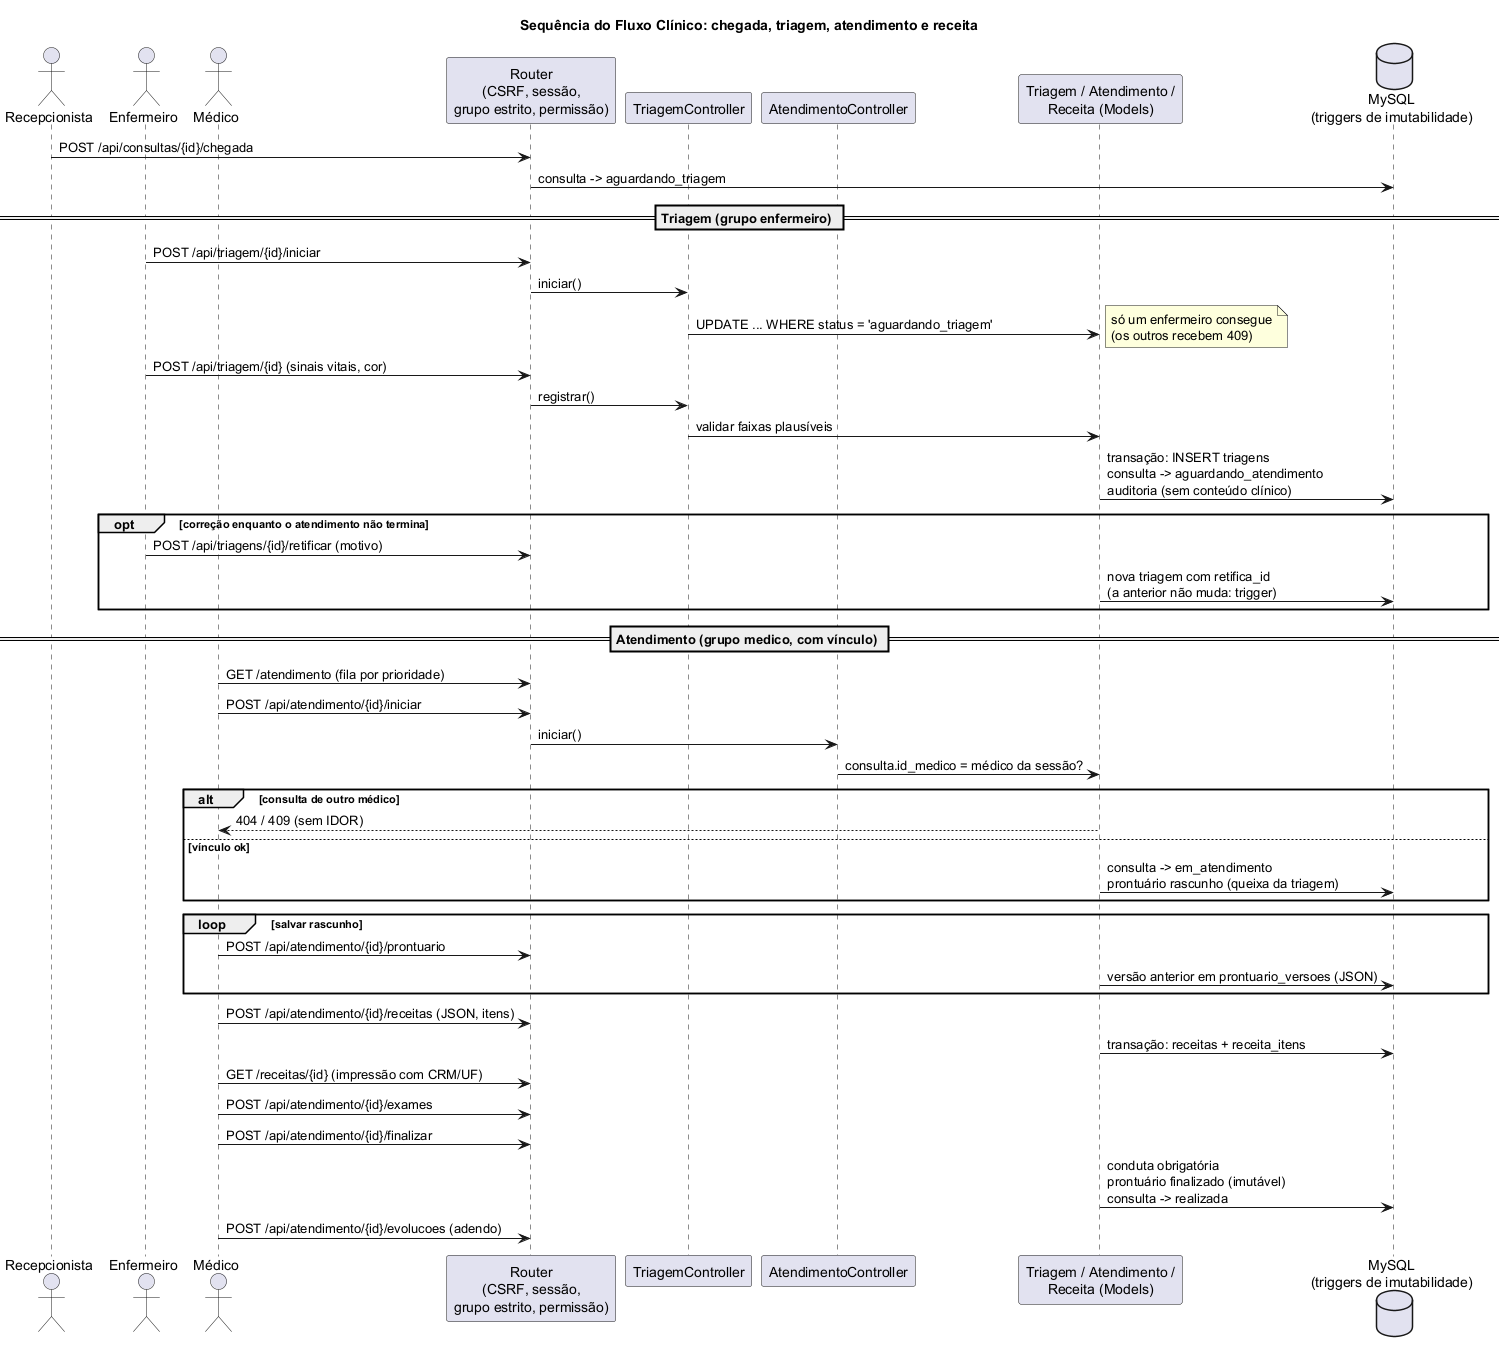 Sequência do Fluxo Clínico: chegada, triagem, atendimento e receita
Recepcionista
Enfermeiro
Médico
Router
(CSRF, sessão,
grupo estrito, permissão)
TriagemController
AtendimentoController
Triagem / Atendimento /
Receita (Models)
MySQL
(triggers de imutabilidade)
POST /api/consultas/{id}/chegada
consulta -> aguardando_triagem
Triagem (grupo enfermeiro)
POST /api/triagem/{id}/iniciar
iniciar()
UPDATE ... WHERE status = 'aguardando_triagem'
só um enfermeiro consegue
(os outros recebem 409)
POST /api/triagem/{id} (sinais vitais, cor)
registrar()
validar faixas plausíveis
transação: INSERT triagens
consulta -> aguardando_atendimento
auditoria (sem conteúdo clínico)
opt [correção enquanto o atendimento não termina]
POST /api/triagens/{id}/retificar (motivo)
nova triagem com retifica_id
(a anterior não muda: trigger)
Atendimento (grupo medico, com vínculo)
GET /atendimento (fila por prioridade)
POST /api/atendimento/{id}/iniciar
iniciar()
consulta.id_medico = médico da sessão?
alt [consulta de outro médico]
404 / 409 (sem IDOR)
[vínculo ok]
consulta -> em_atendimento
prontuário rascunho (queixa da triagem)
loop [salvar rascunho]
POST /api/atendimento/{id}/prontuario
versão anterior em prontuario_versoes (JSON)
POST /api/atendimento/{id}/receitas (JSON, itens)
transação: receitas + receita_itens
GET /receitas/{id} (impressão com CRM/UF)
POST /api/atendimento/{id}/exames
POST /api/atendimento/{id}/finalizar
conduta obrigatória
prontuário finalizado (imutável)
consulta -> realizada
POST /api/atendimento/{id}/evolucoes (adendo)
Recepcionista
Enfermeiro
Médico
Router
(CSRF, sessão,
grupo estrito, permissão)
TriagemController
AtendimentoController
Triagem / Atendimento /
Receita (Models)
MySQL
(triggers de imutabilidade)